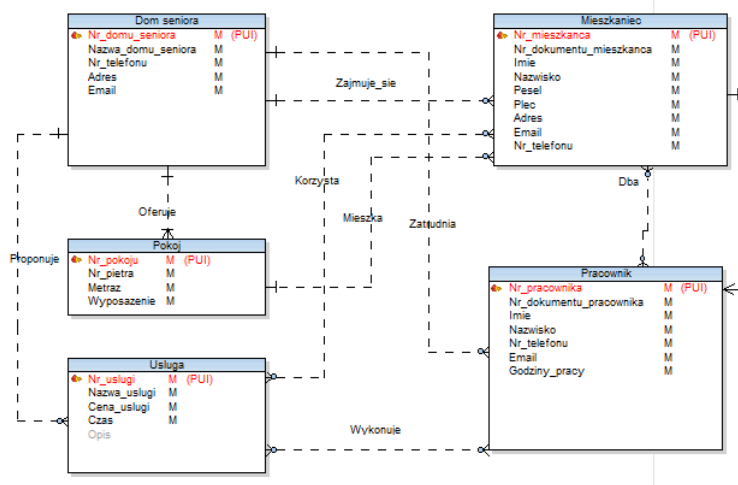 Dom seniora
Nr_domu_seniora M (PUI)
Nazwa_domu_seniora M
Nr_telefonu M
Adres M
Email M
Mieszkaniec
Nr_mieszkanca M (PUI)
Nr_dokumentu_mieszkanca M
Imie M
Nazwisko M
Pesel M
Plec M
Adres M
Email M
Nr_telefonu M
Zajmuje_sie
Korzysta
Dba
Oferuje
Mieszka
Zatrudnia
Proponuje
Pokoj
Nr_pokoju M (PUI)
Nr_pietra M
Metraz M
Wyposazenie M
Pracownik
Nr_pracownika M (PUI)
Nr_dokumentu_pracownika M
Imie M
Nazwisko M
Nr_telefonu M
Email M
Godziny_pracy M
Usluga
Nr_uslugi M (PUI)
Nazwa_uslugi M
Cena_uslugi M
Czas M
Opis
Wykonuje